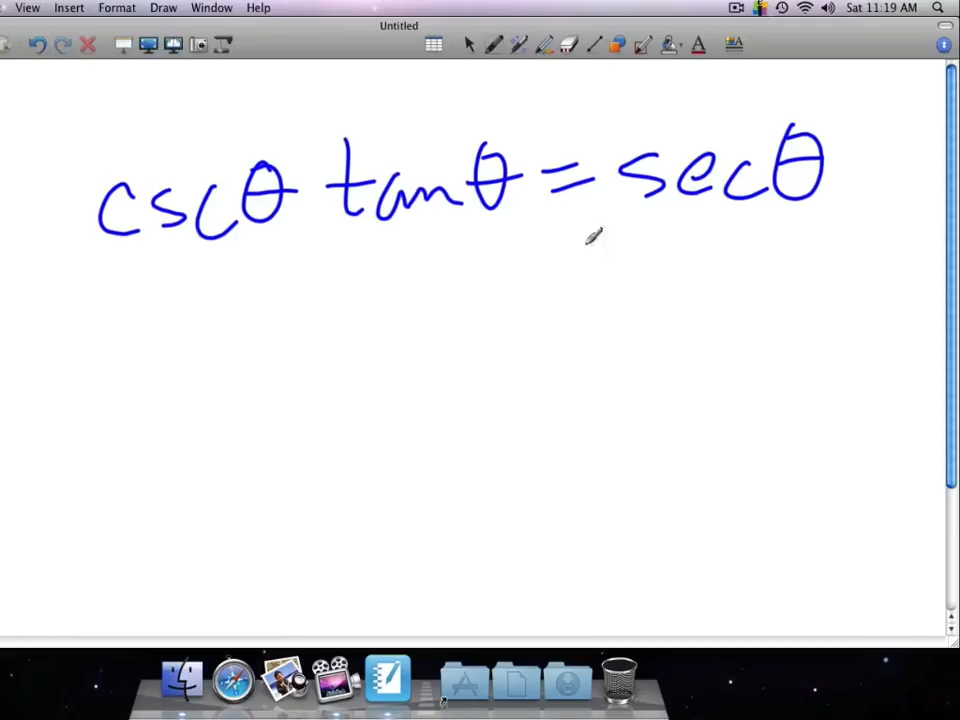 View Insert Format Draw Window Help Sat 11:19 AM
Untitled
cscθ tanθ = secθ